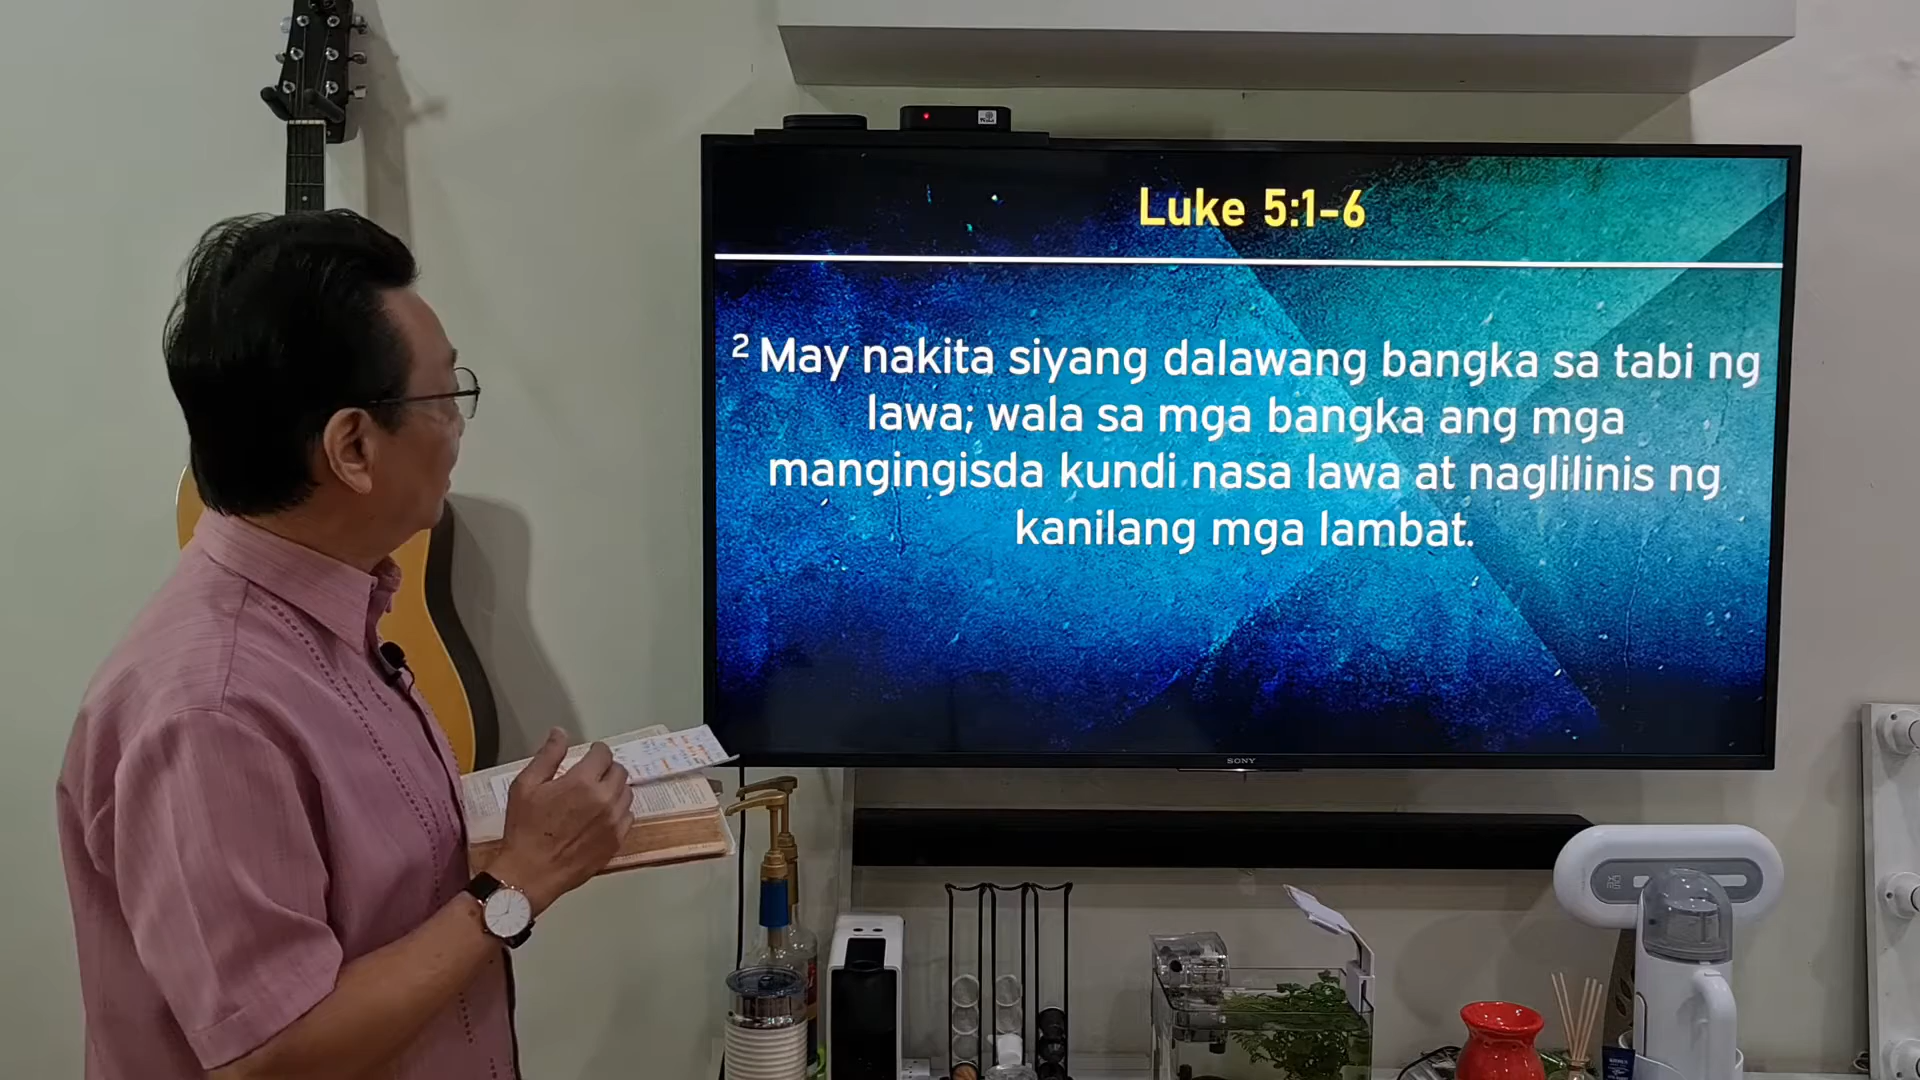 Luke 5:1-6
2 May nakita siyang dalawang bangka sa tabi ng
lawa; wala sa mga bangka ang mga
mangingisda kundi nasa lawa at naglilinis ng
kanilang mga lambat.
SONY